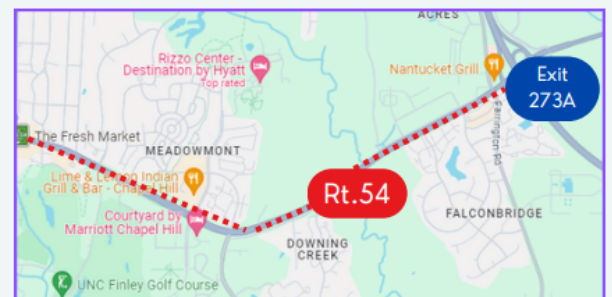 ACRES
Rizzo Center -
Destination by Hyatt
Top rated
Nantucket Grill
Exit
273A
Farrington Rd
The Fresh Market
MEADOWMONT
Lime & Lemon Indian
Grill & Bar - Chapel Hill
Rt.54
Courtyard by
Marriott Chapel Hill
FALCONBRIDGE
DOWNING
CREEK
UNC Finley Golf Course